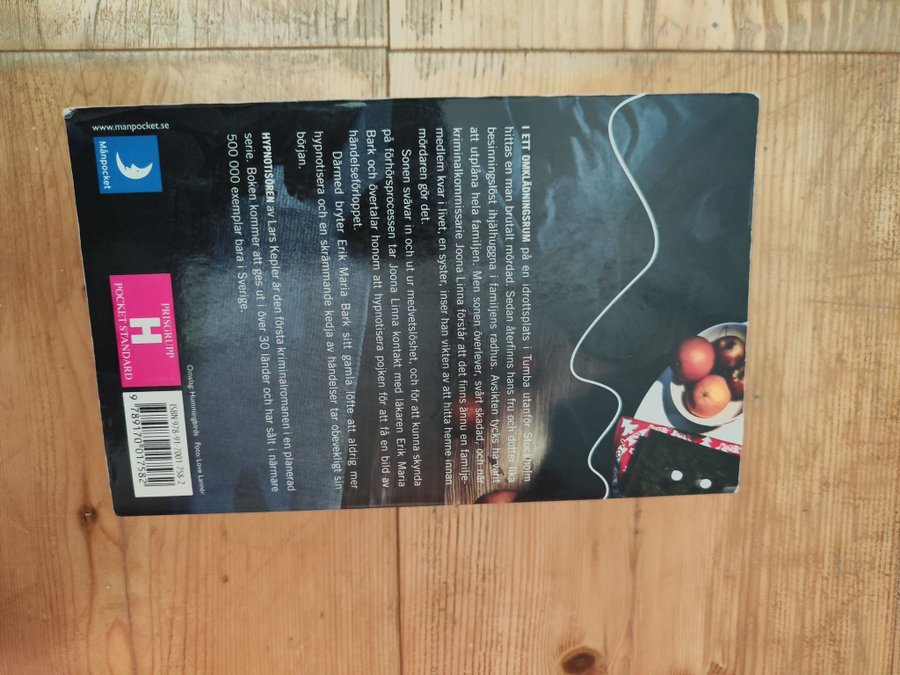 I ETT OMKLÄDNINGSRUM på en idrottsplats i Tumba utanför Stockholm
hittas en man brutalt mördad. Sedan återfinns hans fru och dotter lika
besinningslöst ihjälhuggna i familjens radhus. Avsikten tycks ha varit
att utplåna hela familjen. Men sonen överlever, svårt skadad, och när
kriminalkommissarie Joona Linna förstår att det finns ännu en familje-
medlem kvar i livet, en syster, inser han vikten av att hitta henne innan
mördaren gör det.
Sonen svävar in och ut ur medvetslöshet, och för att kunna skynda
på förhörsprocessen tar Joona Linna kontakt med läkaren Erik Maria
Bark och övertalar honom att hypnotisera pojken för att få en bild av
händelseförloppet.
Därmed bryter Erik Maria Bark sitt gamla löfte att aldrig mer
hypnotisera och en skrämmande kedja av händelser tar obevekligt sin
början.
HYPNOTISÖREN av Lars Kepler är den första kriminalromanen i en planerad
serie. Boken kommer att ges ut i över 30 länder och har sålt i närmare
500 000 exemplar bara i Sverige.
Omslag: Hummingbirds Foto: Love Lannér
Månpocket
www.manpocket.se
PRISGRUPP
H
POCKET STANDARD
ISBN 978-91-7001-758-2
9 789170 017582